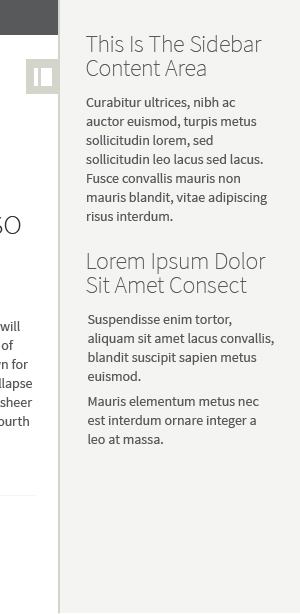 This Is The Sidebar
Content Area
Curabitur ultrices, nibh ac
auctor euismod, turpis metus
sollicitudin lorem, sed
sollicitudin leo lacus sed lacus.
Fusce convallis mauris non
mauris blandit, vitae adipiscing
risus interdum.
Lorem Ipsum Dolor
Sit Amet Consect
Suspendisse enim tortor,
aliquam sit amet lacus convallis,
blandit suscipit sapien metus
euismod.
Mauris elementum metus nec
est interdum ornare integer a
leo at massa.
so
will
of
n for
llapse
sheer
ourth